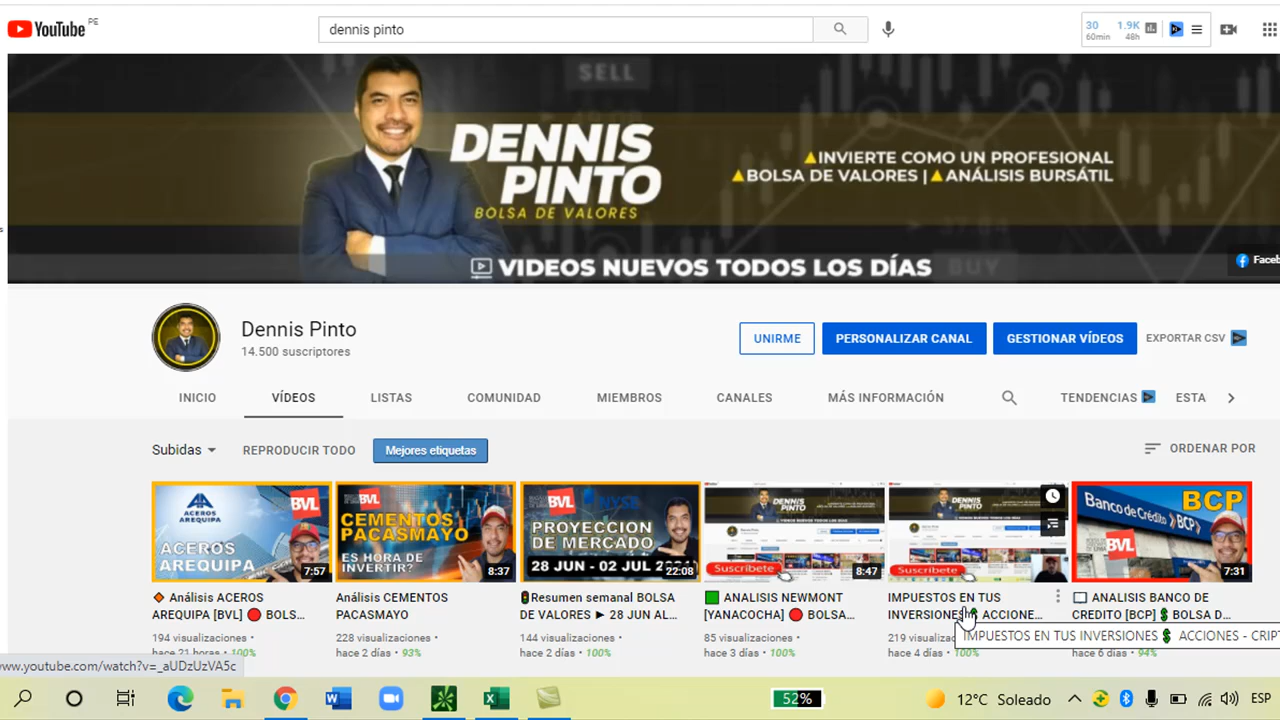 YouTube PE
dennis pinto
30 60min 1.9K 48h
SELL
DENNIS
PINTO
BOLSA DE VALORES
INVIERTE COMO UN PROFESIONAL
BOLSA DE VALORES | ANÁLISIS BURSÁTIL
VIDEOS NUEVOS TODOS LOS DÍAS
BUY
Faceb
Dennis Pinto
14.500 suscriptores
UNIRME
PERSONALIZAR CANAL
GESTIONAR VÍDEOS
EXPORTAR CSV
INICIO VÍDEOS LISTAS COMUNIDAD MIEMBROS CANALES MÁS INFORMACIÓN TENDENCIAS ESTA
Subidas REPRODUCIR TODO Mejores etiquetas ORDENAR POR
ACEROS
AREQUIPA
BVL
ACEROS
AREQUIPA
7:57
BVL
CEMENTOS
PACASMAYO
ES HORA DE
INVERTIR?
8:37
BVL NYSE
PROYECCION
DE MERCADO
28 JUN - 02 JUL
22:08
DENNIS
PINTO
Suscríbete
8:47
DENNIS
PINTO
Suscríbete
Banco de Crédito BCP
BCP
BVL
7:31
Análisis ACEROS
AREQUIPA [BVL] BOLS...
194 visualizaciones
hace 21 horas 100%
Análisis CEMENTOS
PACASMAYO
228 visualizaciones
hace 2 días 93%
Resumen semanal BOLSA
DE VALORES ► 28 JUN AL...
144 visualizaciones
hace 2 días 100%
ANALISIS NEWMONT
[YANACOCHA] BOLSA...
85 visualizaciones
hace 3 días 100%
IMPUESTOS EN TUS
INVERSIONES ACCIONE...
219 visualizaciones
hace 4 días 100%
ANALISIS BANCO DE
CREDITO [BCP] BOLSA D...
hace 6 días 94%
IMPUESTOS EN TUS INVERSIONES ACCIONES - CRIPT
www.youtube.com/watch?v=_aUDzUzVA5c
52%
12°C Soleado
ESP